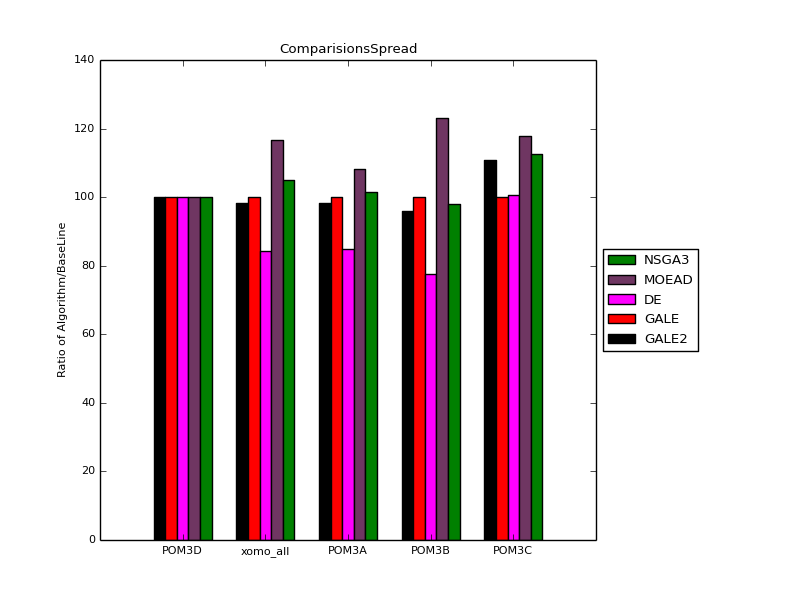 ComparisionsSpread
140
120
100
80
60
40
20
0
Ratio of Algorithm/BaseLine
POM3D xomo_all POM3A POM3B POM3C
NSGA3
MOEAD
DE
GALE
GALE2